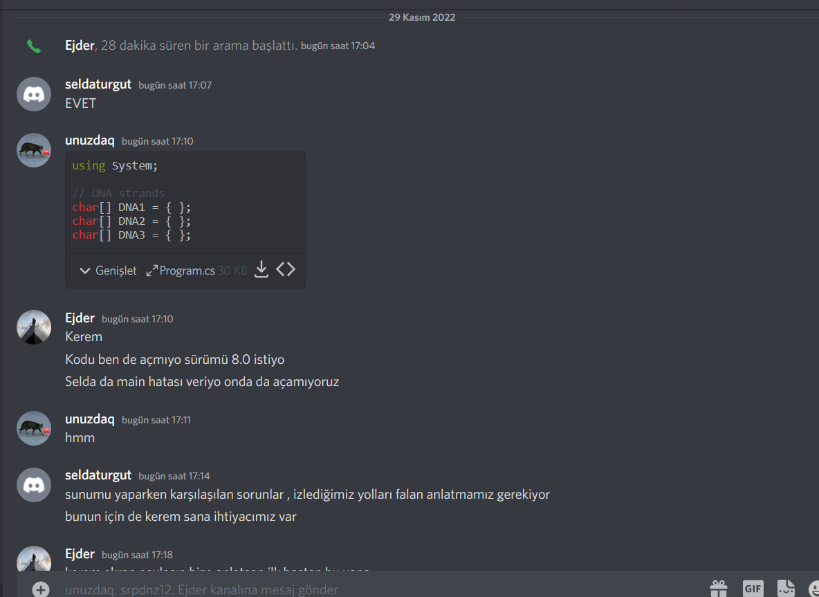 29 Kasım 2022
Ejder, 28 dakika süren bir arama başlattı. bugün saat 17:04
seldaturgut bugün saat 17:07
EVET
unuzdaq bugün saat 17:10
using System;
// DNA strands
char[] DNA1 = { };
char[] DNA2 = { };
char[] DNA3 = { };
Genişlet Program.cs 30 KB
Ejder bugün saat 17:10
Kerem
Kodu ben de açmıyo sürümü 8.0 istiyo
Selda da main hatası veriyo onda da açamıyoruz
unuzdaq bugün saat 17:11
hmm
seldaturgut bugün saat 17:14
sunumu yaparken karşılaşılan sorunlar , izlediğimiz yolları falan anlatmamız gerekiyor
bunun için de kerem sana ihtiyacımız var
Ejder bugün saat 17:18
unuzdaq, srpdnz12, Ejder kanalına mesaj gönder
GIF